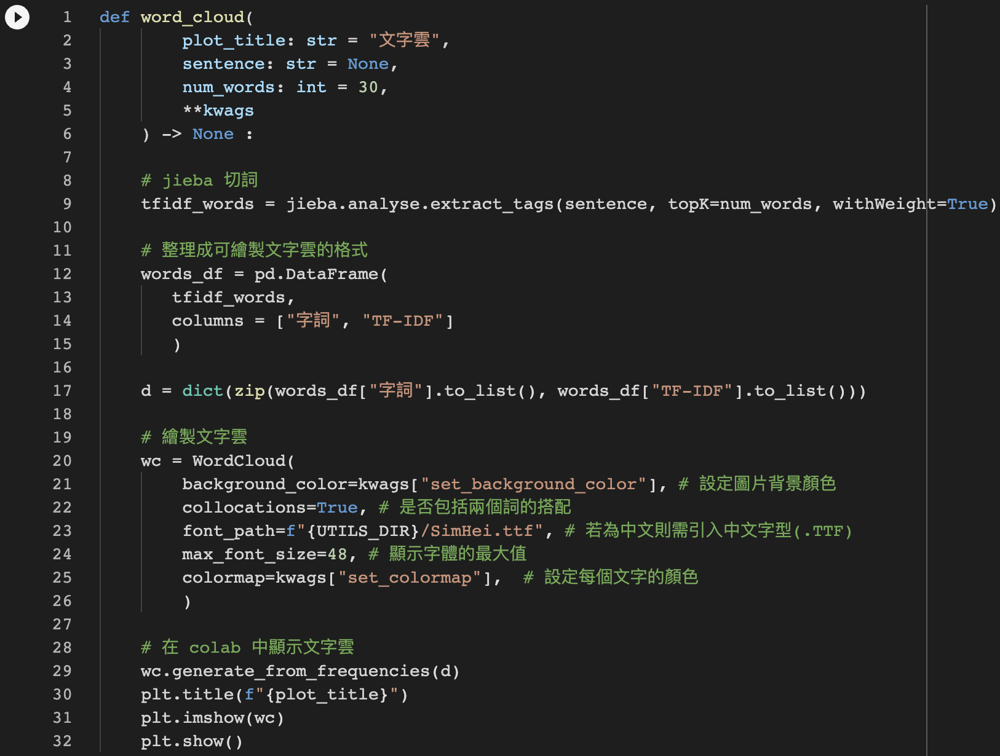 1 def word_cloud(
2 plot_title: str = "文字雲",
3 sentence: str = None,
4 num_words: int = 30,
5 **kwags
6 ) -> None :
7
8 # jieba 切詞
9 tfidf_words = jieba.analyse.extract_tags(sentence, topK=num_words, withWeight=True)
10
11 # 整理成可繪製文字雲的格式
12 words_df = pd.DataFrame(
13 tfidf_words,
14 columns = ["字詞", "TF-IDF"]
15 )
16
17 d = dict(zip(words_df["字詞"].to_list(), words_df["TF-IDF"].to_list()))
18
19 # 繪製文字雲
20 wc = WordCloud(
21 background_color=kwags["set_background_color"], # 設定圖片背景顏色
22 collocations=True, # 是否包括兩個詞的搭配
23 font_path=f"{UTILS_DIR}/SimHei.ttf", # 若為中文則需引入中文字型(.TTF)
24 max_font_size=48, # 顯示字體的最大值
25 colormap=kwags["set_colormap"], # 設定每個文字的顏色
26 )
27
28 # 在 colab 中顯示文字雲
29 wc.generate_from_frequencies(d)
30 plt.title(f"{plot_title}")
31 plt.imshow(wc)
32 plt.show()